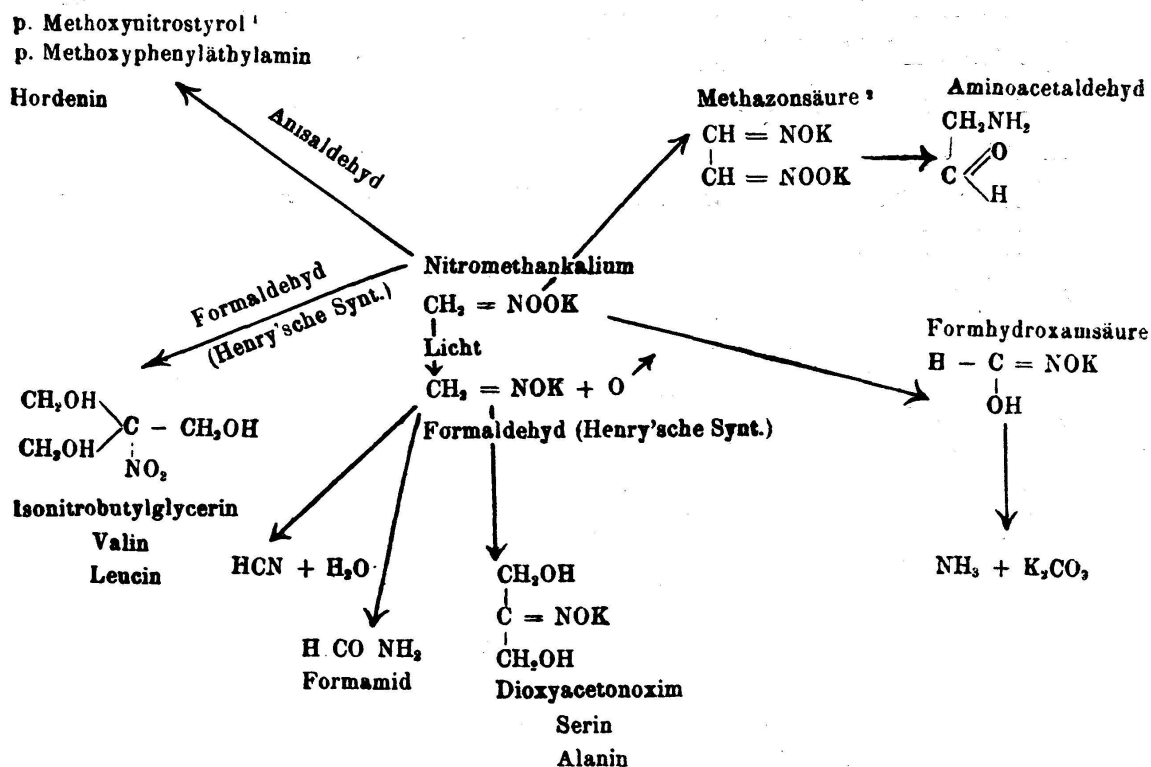 p. Methoxynitrostyrol ¹
p. Methoxyphenyläthylamin
Hordenin
Anisaldehyd
Methazonsäure ²
CH = NOK
CH = NOOK
Aminoacetaldehyd
CH₂NH₂
C
O
H
Nitromethankalium
CH₂ = NOOK
Licht
CH₂ = NOK + O
Formaldehyd (Henry'sche Synt.)
Formaldehyd
(Henry'sche Synt.)
CH₂OH
C – CH₂OH
CH₂OH
NO₂
Isonitrobutylglycerin
Valin
Leucin
HCN + H₂O
H CO NH₂
Formamid
CH₂OH
C = NOK
CH₂OH
Dioxyacetonoxim
Serin
Alanin
Formhydroxamsäure
H – C = NOK
OH
NH₃ + K₂CO₃